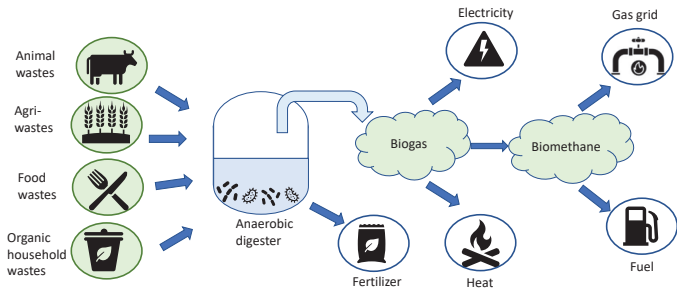 Animal
wastes
Agri-
wastes
Food
wastes
Organic
household
wastes
Anaerobic
digester
Fertilizer
Biogas
Electricity
Heat
Biomethane
Gas grid
Fuel